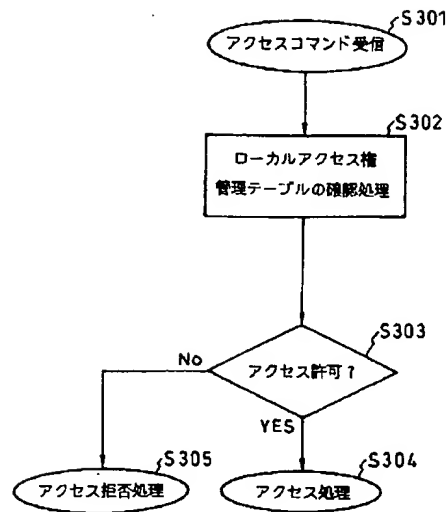 S301
アクセスコマンド受信
S302
ローカルアクセス権
管理テーブルの確認処理
S303
アクセス許可?
NO
YES
S305
アクセス拒否処理
S304
アクセス処理